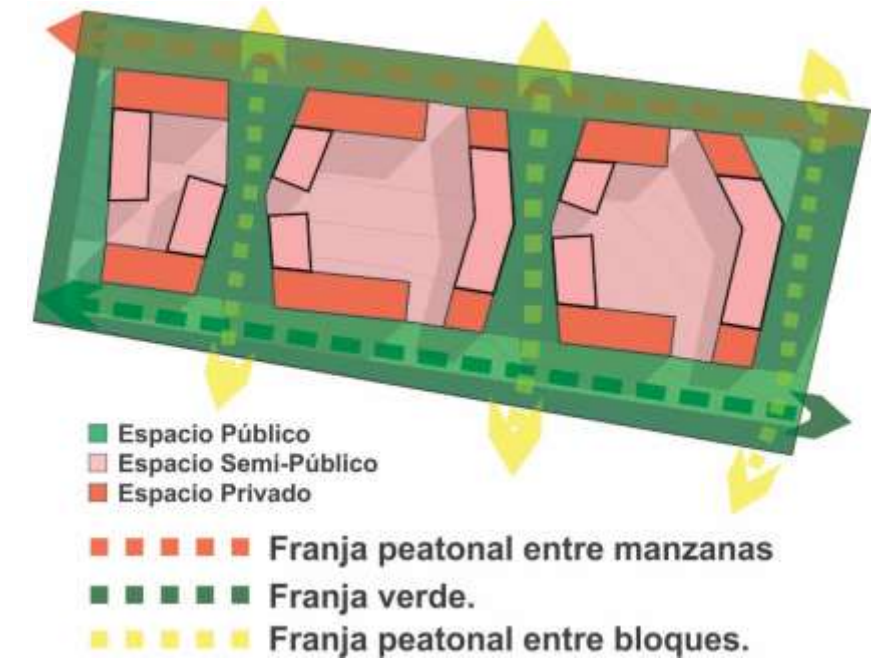 Espacio Público
Espacio Semi-Público
Espacio Privado
Franja peatonal entre manzanas
Franja verde.
Franja peatonal entre bloques.